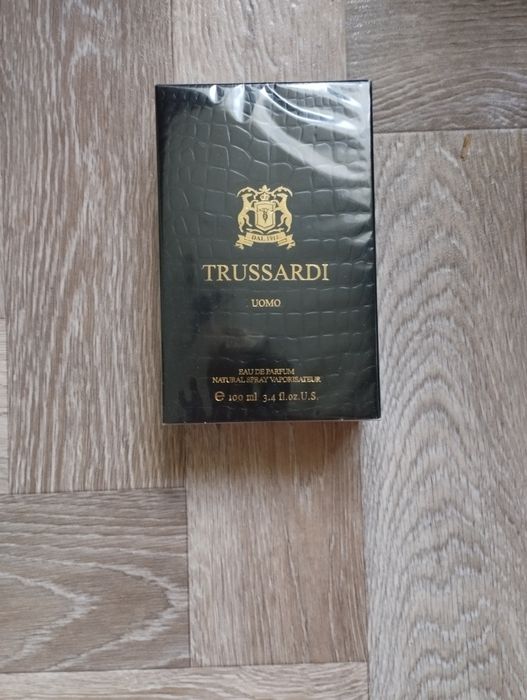 DAL 1911
TRUSSARDI
UOMO
EAU DE PARFUM
NATURAL SPRAY VAPORISATEUR
e 100 ml 3.4 fl.oz.U.S.